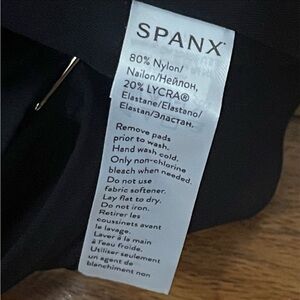 SPANX
80% Nylon/
Nailon/Нейлон,
20% LYCRA®
Elastane/Elastano/
Elastan/Эластан.
Remove pads
prior to wash.
Hand wash cold.
Only non-chlorine
bleach when needed.
Do not use
fabric softener.
Lay flat to dry.
Do not iron.
Retirer les
coussinets avant
le lavage.
Laver à la main
à l'eau froide.
Utiliser seulement
un agent de
blanchiment non